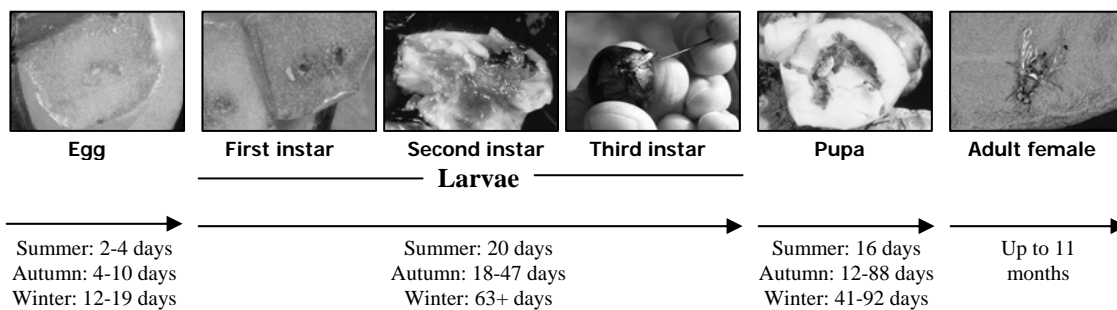 Egg
First instar
Second instar
Third instar
Pupa
Adult female
Larvae
Summer: 2-4 days
Autumn: 4-10 days
Winter: 12-19 days
Summer: 20 days
Autumn: 18-47 days
Winter: 63+ days
Summer: 16 days
Autumn: 12-88 days
Winter: 41-92 days
Up to 11
months